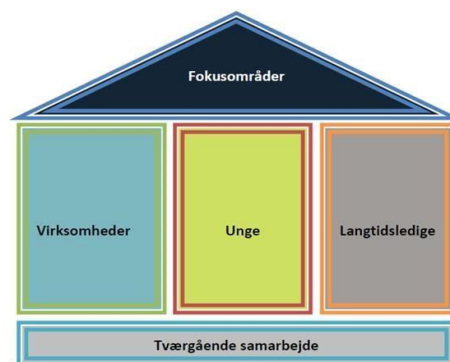 Fokusområder
Virksomheder
Unge
Langtidsledige
Tværgående samarbejde